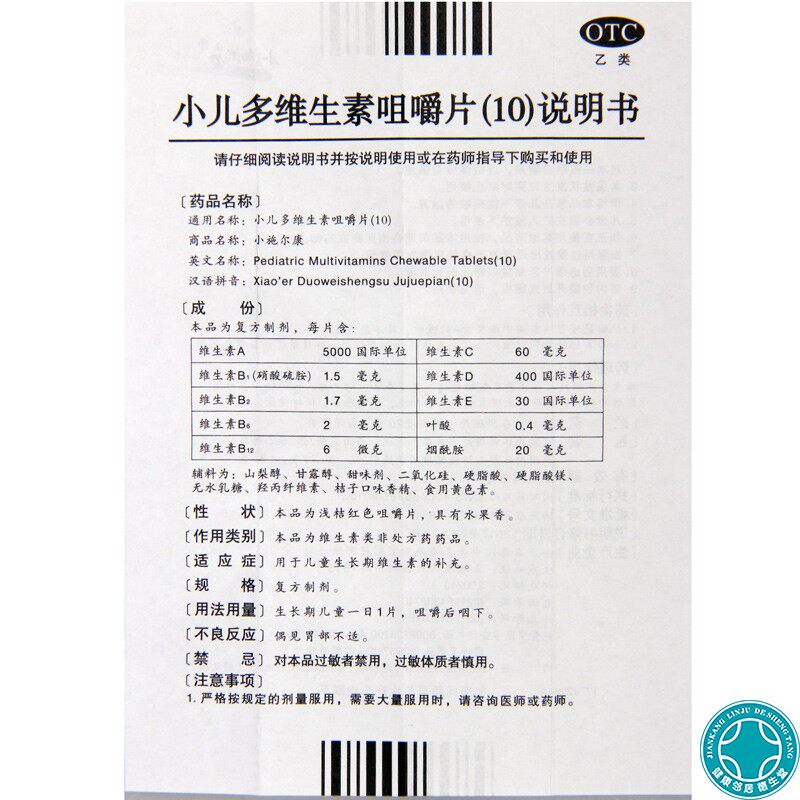 OTC
乙类
小儿多维生素咀嚼片(10)说明书
请仔细阅读说明书并按说明使用或在药师指导下购买和使用
〔药品名称〕
通用名称：小儿多维生素咀嚼片(10)
商品名称：小施尔康
英文名称：Pediatric Multivitamins Chewable Tablets(10)
汉语拼音：Xiao'er Duoweishengsu Jujuepian(10)
〔成 份〕
本品为复方制剂，每片含：
维生素A 5000 国际单位 维生素C 60 毫克
维生素B1(硝酸硫胺) 1.5 毫克 维生素D 400 国际单位
维生素B2 1.7 毫克 维生素E 30 国际单位
维生素B6 2 毫克 叶酸 0.4 毫克
维生素B12 6 微克 烟酰胺 20 毫克
辅料为：山梨醇、甘露醇、甜味剂、二氧化硅、硬脂酸、硬脂酸镁、
无水乳糖、羟丙纤维素、桔子口味香精、食用黄色素。
〔性 状〕本品为浅桔红色咀嚼片，具有水果香。
〔作用类别〕本品为维生素类非处方药药品。
〔适 应 症〕用于儿童生长期维生素的补充。
〔规 格〕复方制剂。
〔用法用量〕生长期儿童一日1片，咀嚼后咽下。
〔不良反应〕偶见胃部不适。
〔禁 忌〕对本品过敏者禁用，过敏体质者慎用。
〔注意事项〕
1. 严格按规定的剂量服用，需要大量服用时，请咨询医师或药师。
JIANKANG LINJU DE SHENG TANG
健康邻居德生堂